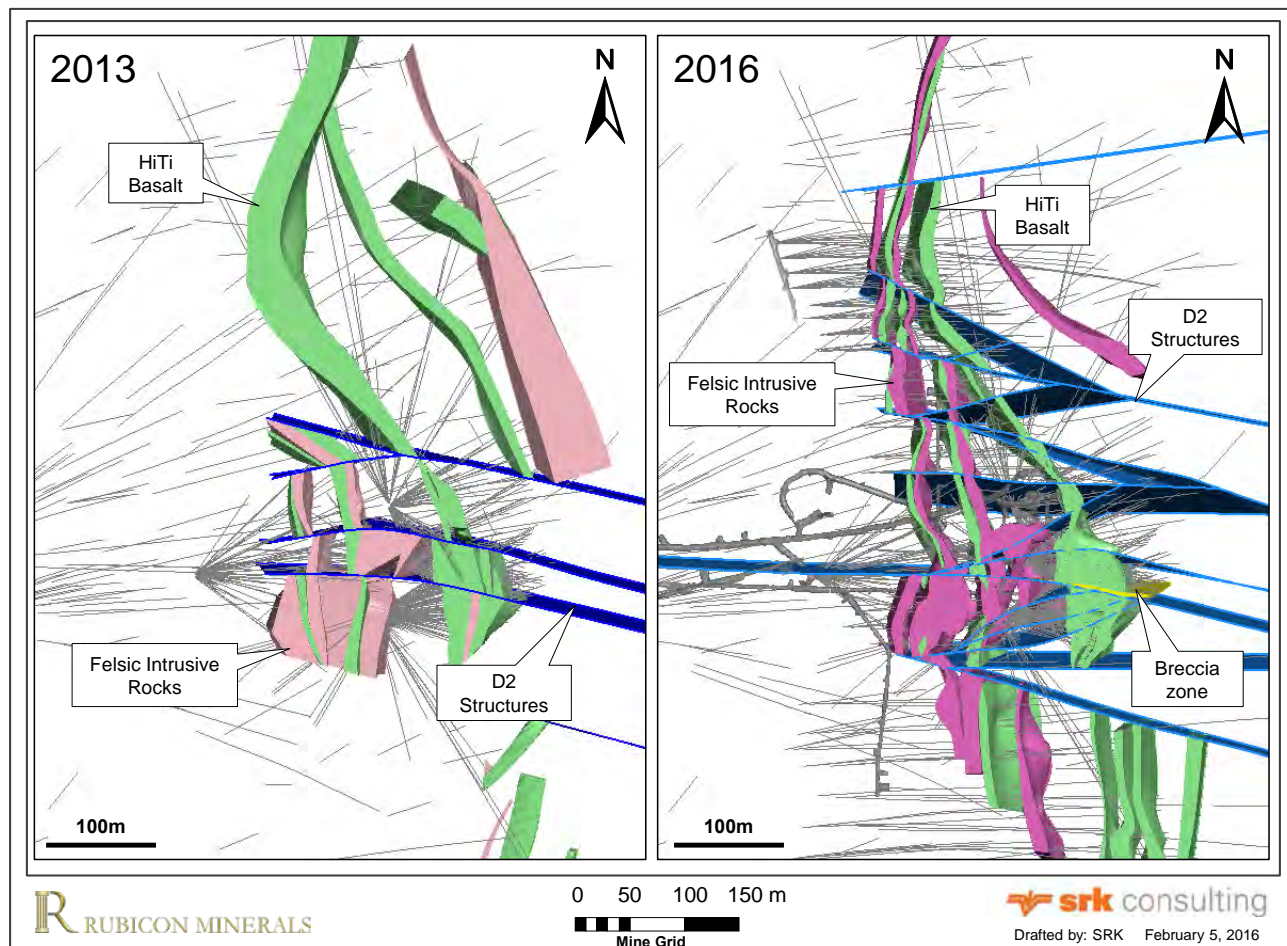 2013
N
HiTi
Basalt
Felsic Intrusive
Rocks
D2
Structures
100m
2016
N
HiTi
Basalt
D2
Structures
Felsic Intrusive
Rocks
Breccia
zone
100m
R RUBICON MINERALS
0 50 100 150 m
Mine Grid
srk consulting
Drafted by: SRK February 5, 2016